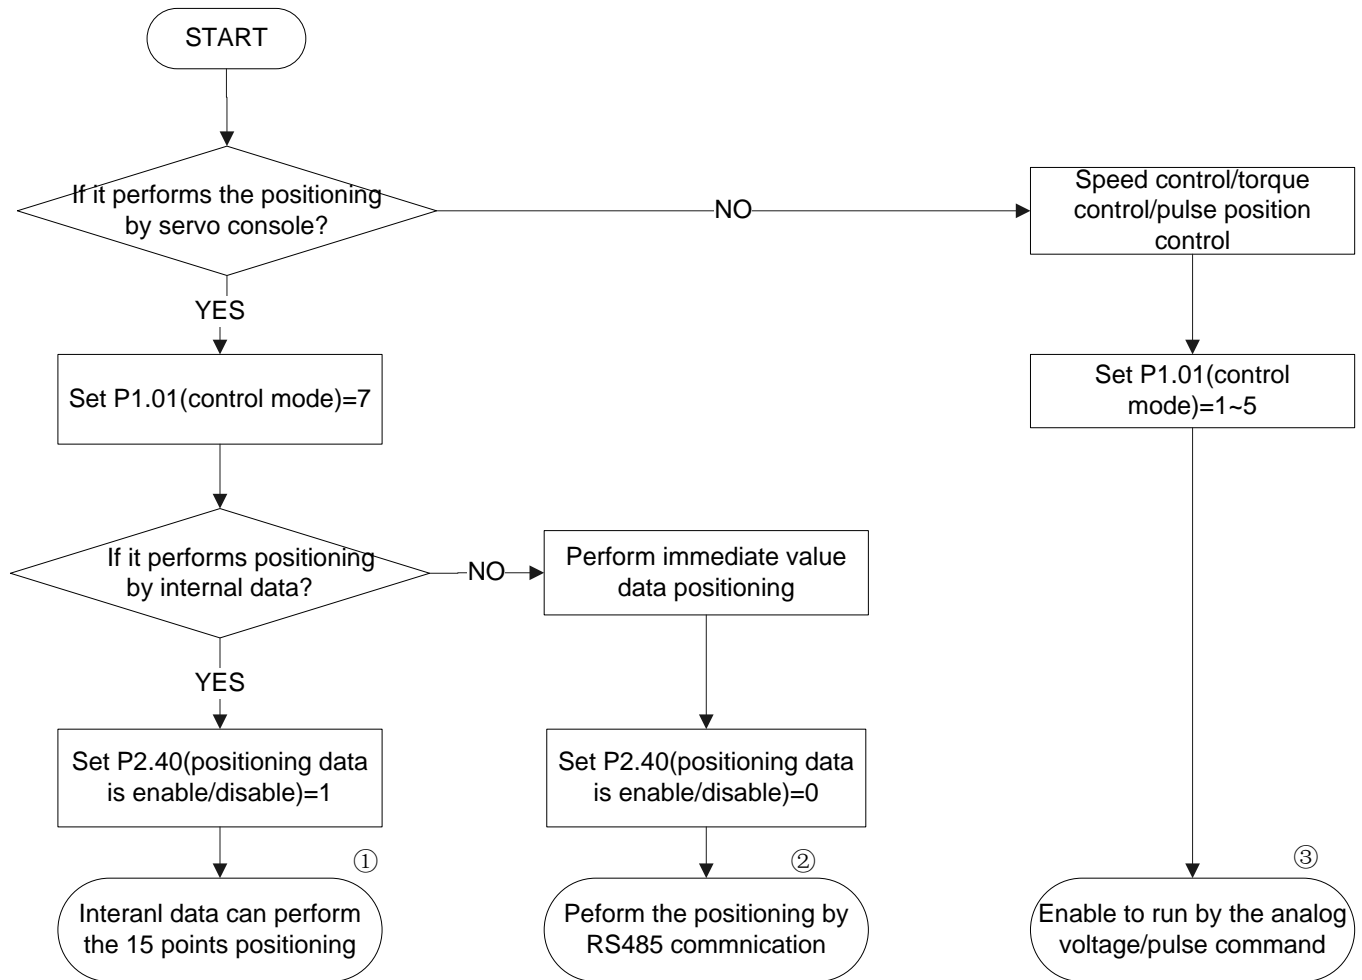 START
If it performs the positioning
by servo console?
NO
Speed control/torque
control/pulse position
control
YES
Set P1.01(control mode)=7
Set P1.01(control
mode)=1~5
If it performs positioning
by internal data?
NO
Perform immediate value
data positioning
YES
Set P2.40(positioning data
is enable/disable)=1
Set P2.40(positioning data
is enable/disable)=0
①
Interanl data can perform
the 15 points positioning
②
Peform the positioning by
RS485 commnication
③
Enable to run by the analog
voltage/pulse command